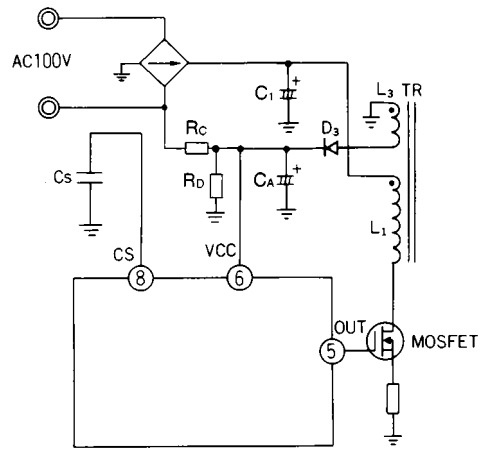 AC100V
C1
+
L3 TR
RC
D3
RD
CA
+
CS
L1
CS
VCC
8
6
OUT
5
MOSFET